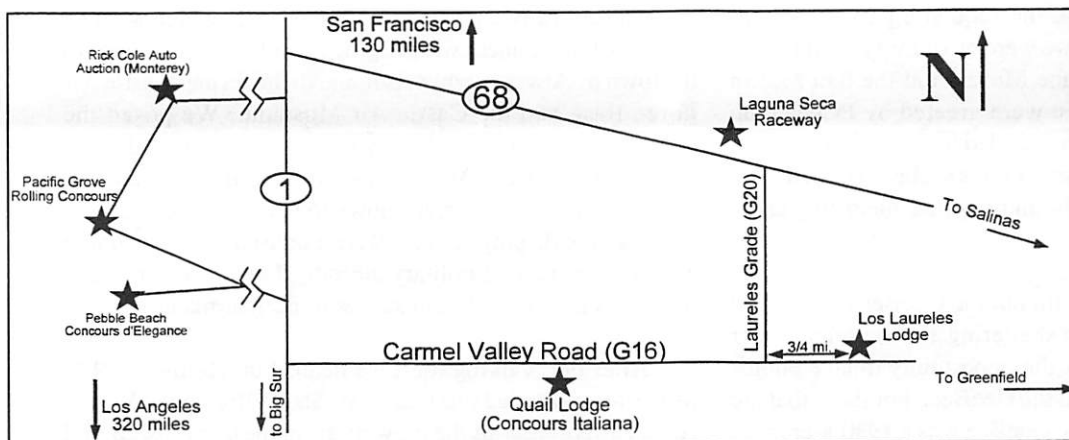 San Francisco
130 miles
N
Rick Cole Auto
Auction (Monterey)
68
Laguna Seca
Raceway
1
Pacific Grove
Rolling Concours
Laureles Grade (G20)
To Salinas
Pebble Beach
Concours d'Elegance
Los Laureles
Lodge
3/4 mi.
Carmel Valley Road (G16)
To Greenfield
Los Angeles
320 miles
to Big Sur
Quail Lodge
(Concours Italiana)